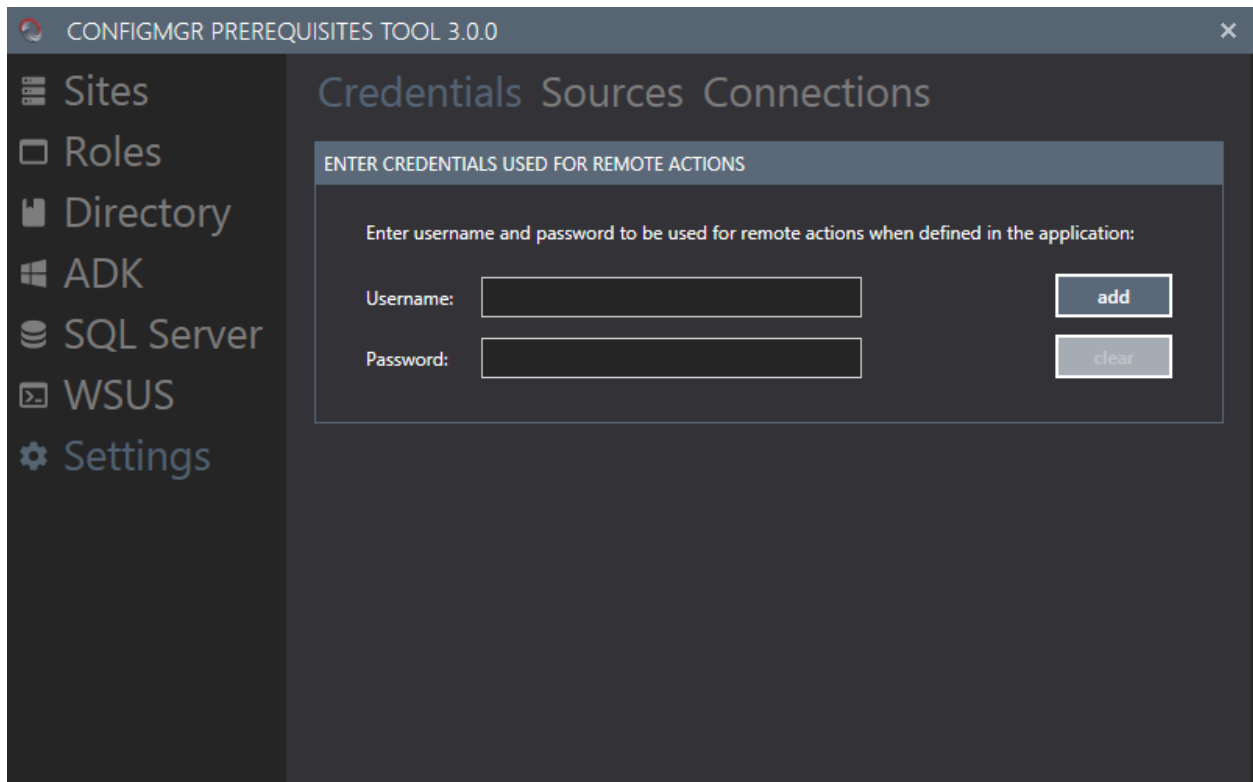 CONFIGMGR PREREQUISITES TOOL 3.0.0
Sites
Roles
Directory
ADK
SQL Server
WSUS
Settings
Credentials Sources Connections
ENTER CREDENTIALS USED FOR REMOTE ACTIONS
Enter username and password to be used for remote actions when defined in the application:
Username:
add
Password:
clear